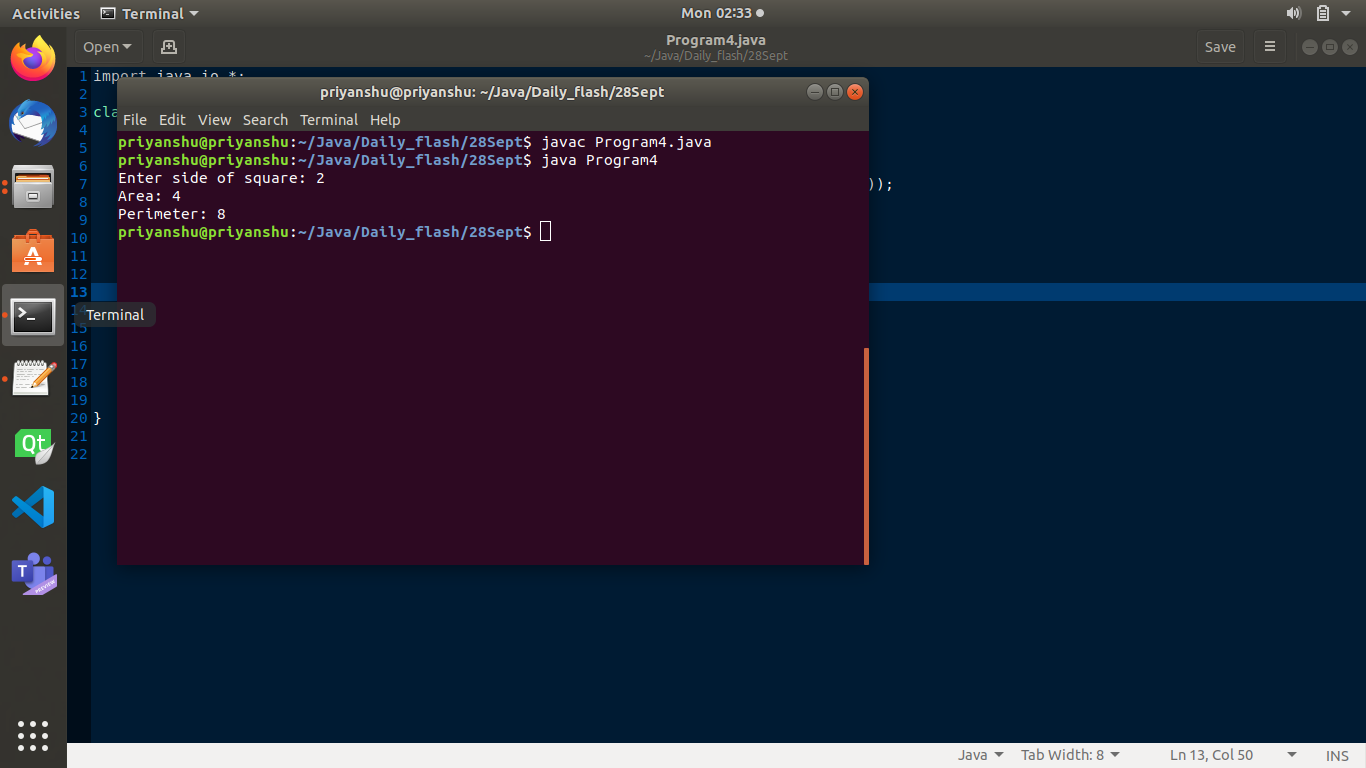 Activities Terminal Mon 02:33
Open Program4.java Save
~/Java/Daily_flash/28Sept
1 import java.io.*;
2
priyanshu@priyanshu: ~/Java/Daily_flash/28Sept
3 cla
File Edit View Search Terminal Help
4
priyanshu@priyanshu:~/Java/Daily_flash/28Sept$ javac Program4.java
5
priyanshu@priyanshu:~/Java/Daily_flash/28Sept$ java Program4
6
Enter side of square: 2
7 ));
Area: 4
8
Perimeter: 8
9
priyanshu@priyanshu:~/Java/Daily_flash/28Sept$
10
11
12
13
Terminal
15
16
17
18
19
20 }
21
22
Qt
T
PREVIEW
Java Tab Width: 8 Ln 13, Col 50 INS